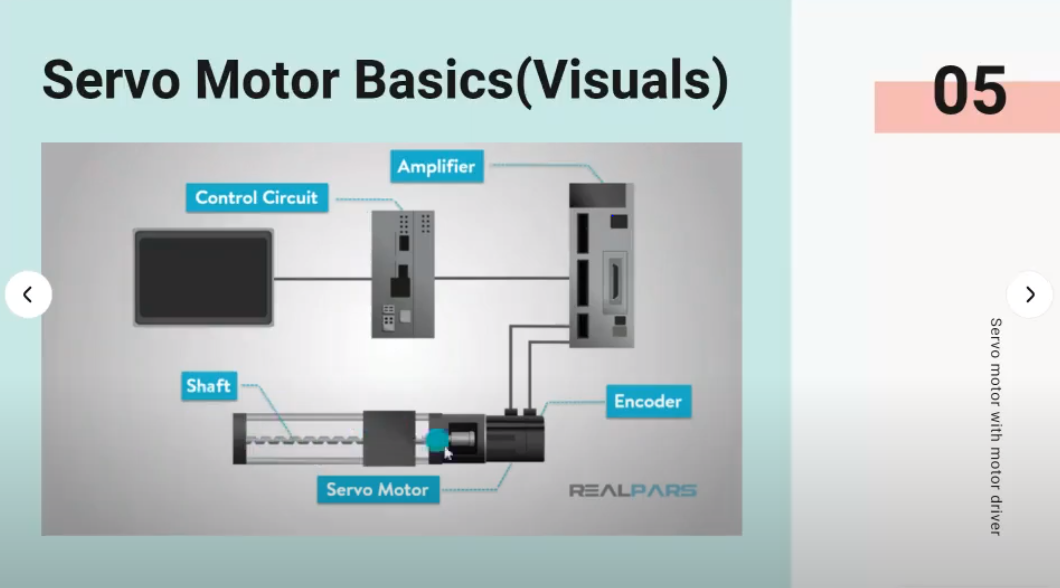 Servo Motor Basics(Visuals)
05
Amplifier
Control Circuit
Shaft
Encoder
Servo Motor
REALPARS
Servo motor with motor driver